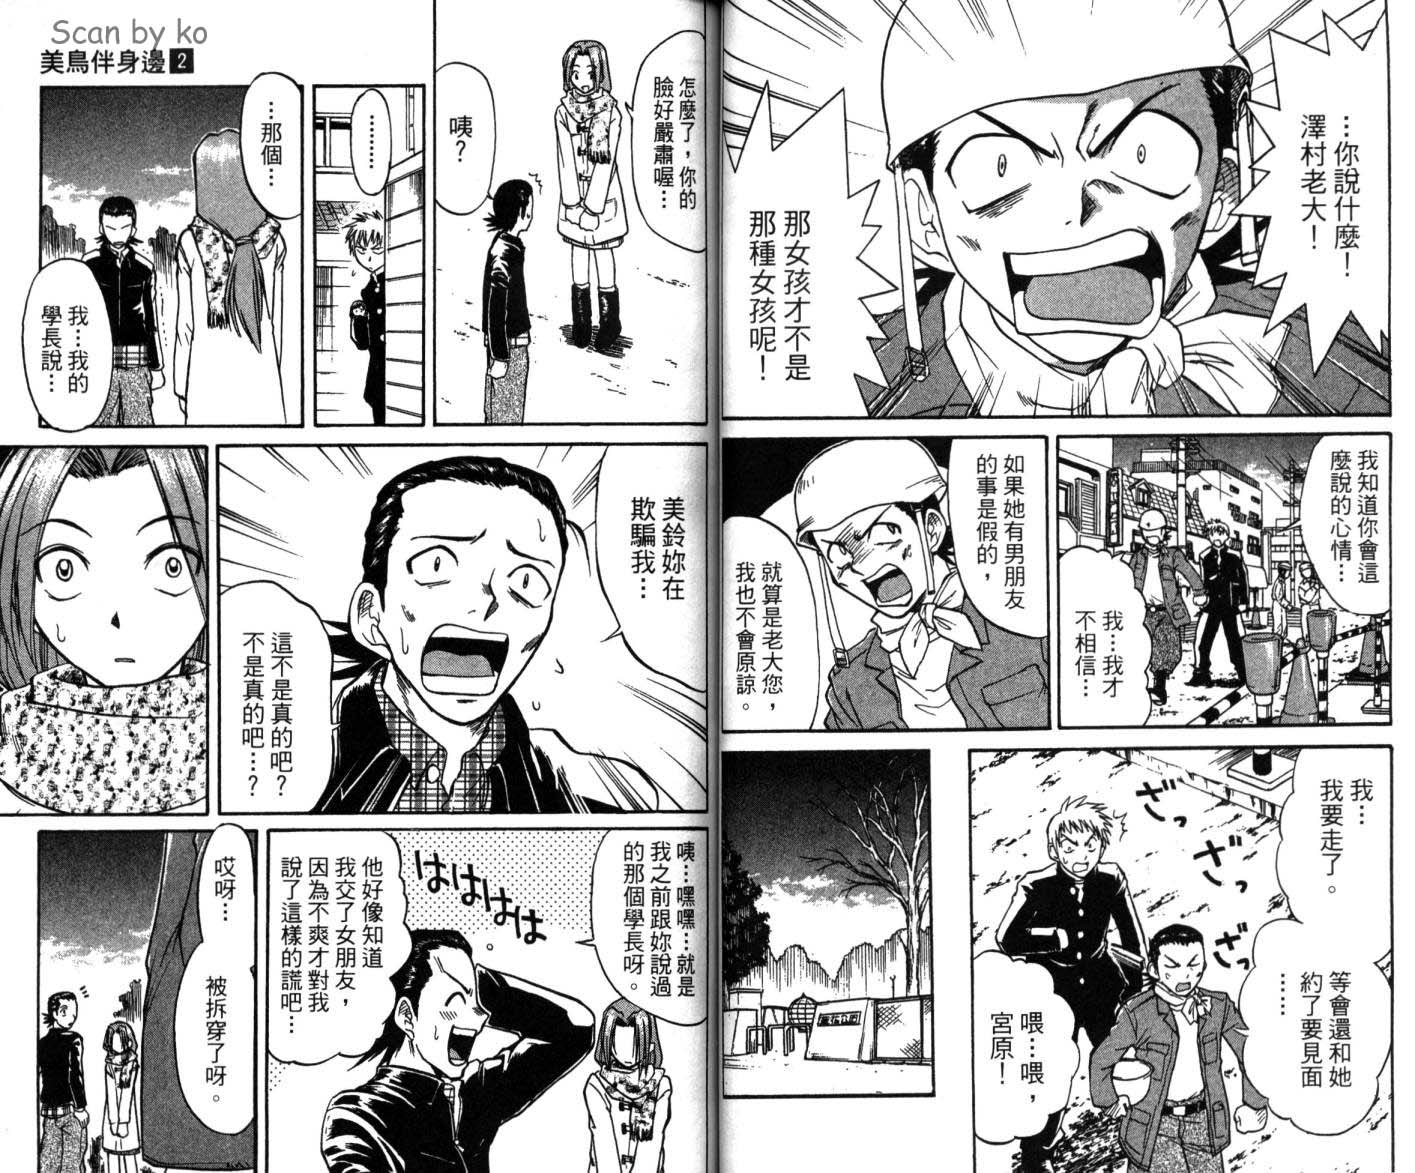 Scan by ko
美鳥伴身邊2
…你說什麼！
澤村老大！
那女孩才不是
那種女孩呢！
我知道你會這
麼說的心情…
我…我才
不相信…
如果她有男朋友
的事是假的，
就算是老大您，
我也不會原諒。
我…
我要走了。
等會還和她
約了要見面
……
喂…喂，
宮原！
ざっ
ざっ
怎麼了，你的
臉好嚴肅喔…
咦？
………
…那個…
我…我的
學長說…
美鈴妳在
欺騙我…
這不是真的吧？
不是真的吧…？
咦…嘿嘿…就是
我之前跟妳說過
的那個學長呀。
ははははは
他好像知道
我交了女朋友，
因為不爽才對我
說了這樣的謊吧…
哎呀…
被拆穿了呀。